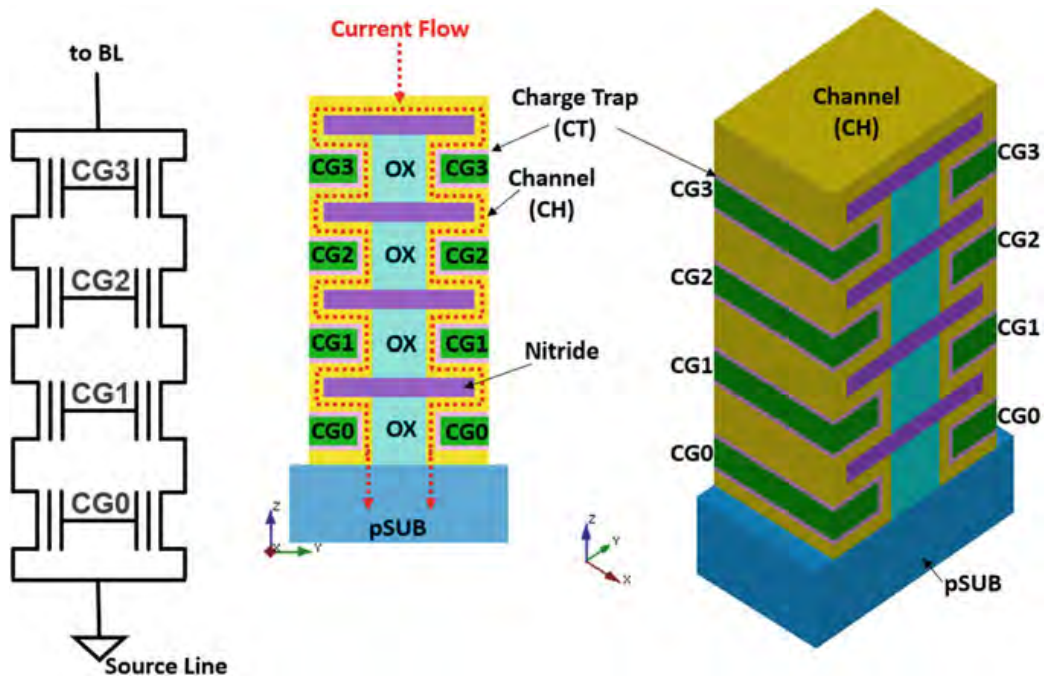 to BL
CG3
CG2
CG1
CG0
Source Line
Current Flow
CG3 OX CG3
CG2 OX CG2
CG1 OX CG1
CG0 OX CG0
pSUB
Z
X Y
Charge Trap
(CT)
Channel
(CH)
Nitride
Channel
(CH)
CG3
CG2
CG1
CG0
CG3
CG2
CG1
CG0
pSUB
Z
Y
X